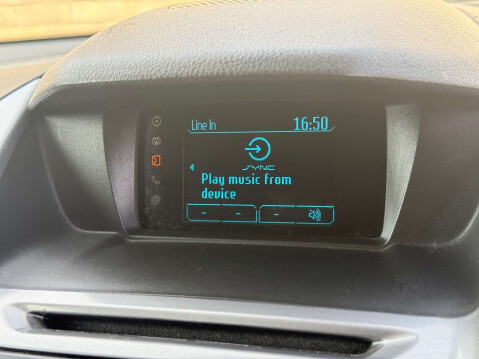 Line In 16:50
SYNC
Play music from
device